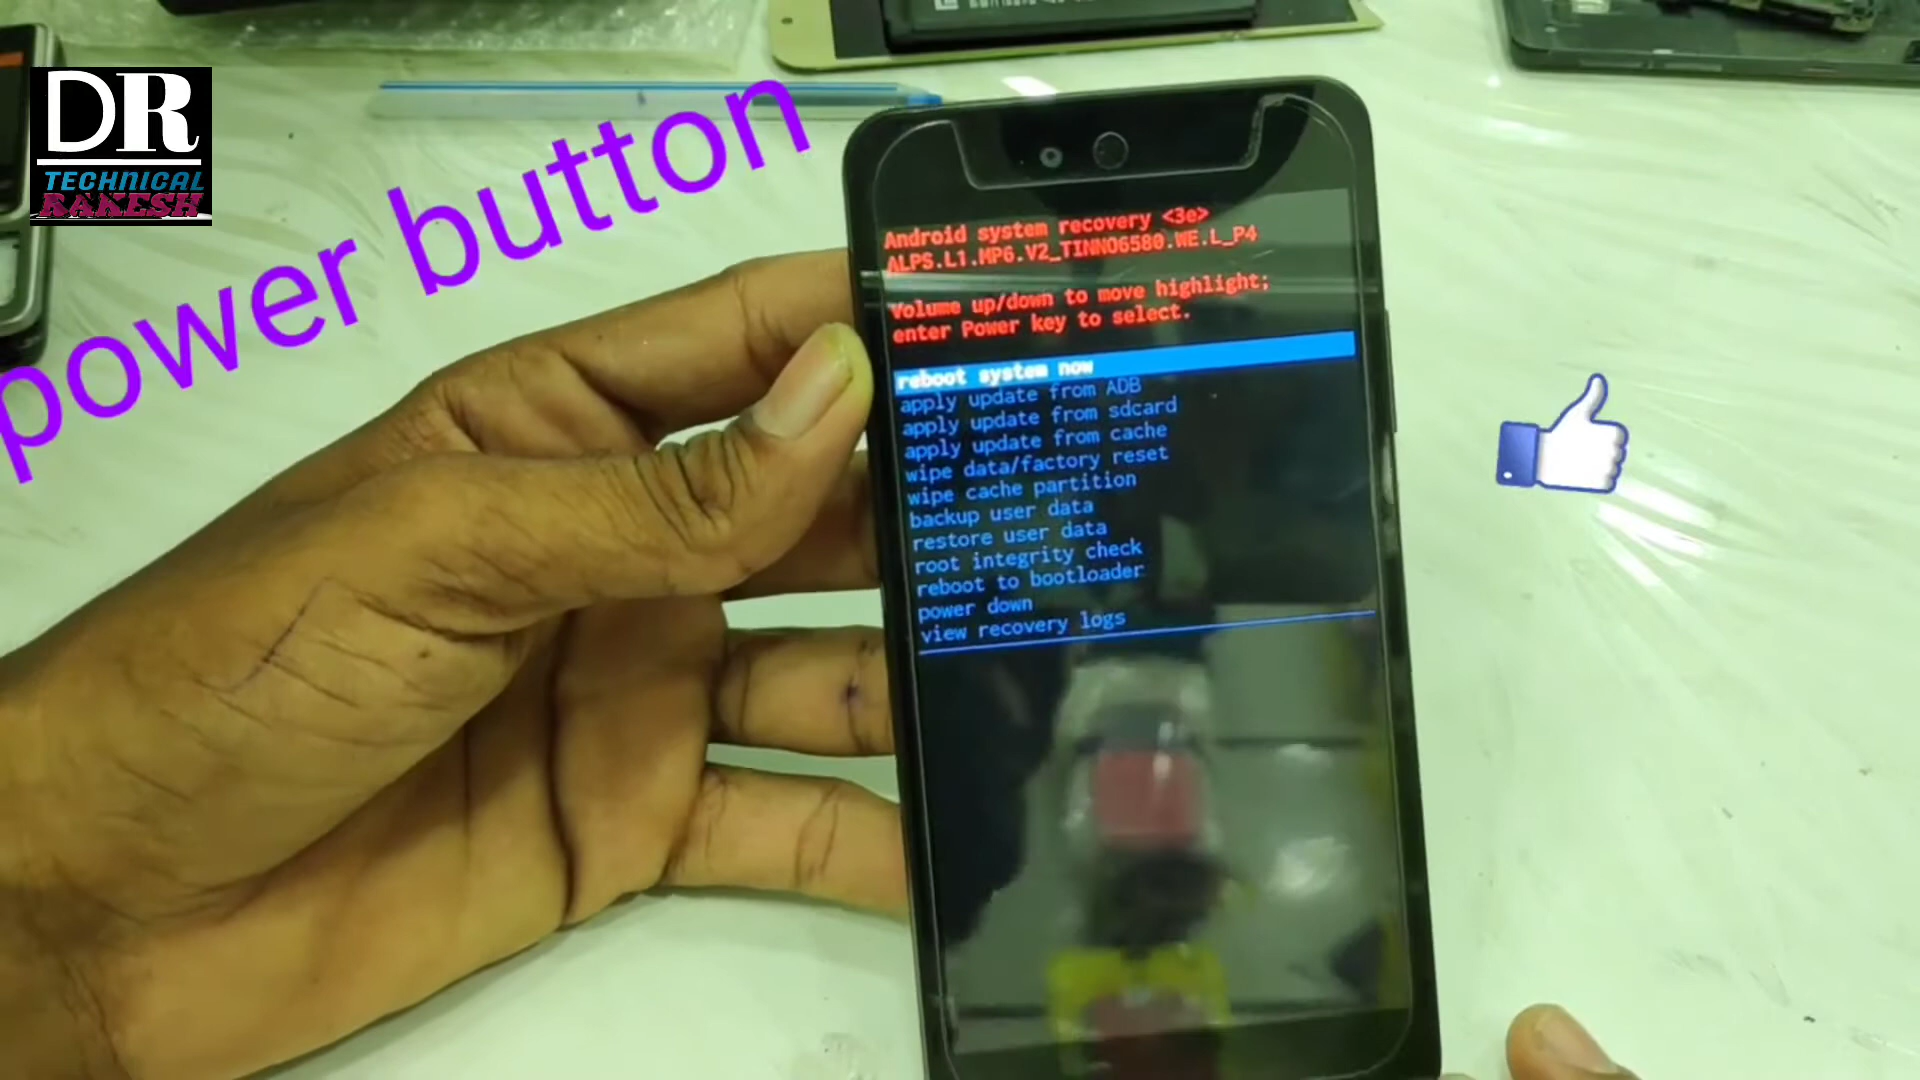 DR
TECHNICAL
RAKESH
power button
Android system recovery <3e>
ALPS.L1.MP6.V2_TINNO6580.WE.L_P4
Volume up/down to move highlight;
enter Power key to select.
reboot system now
apply update from ADB
apply update from sdcard
apply update from cache
wipe data/factory reset
wipe cache partition
backup user data
restore user data
root integrity check
reboot to bootloader
power down
view recovery logs